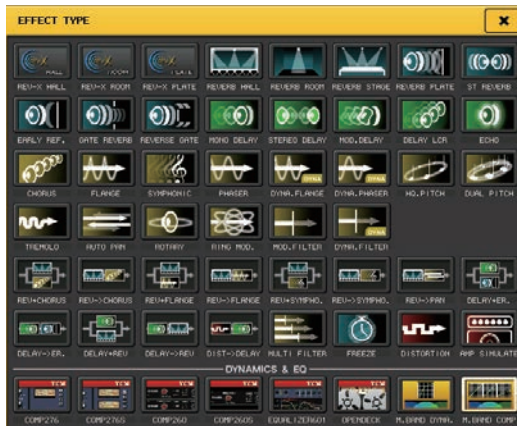 EFFECT TYPE
REV-X HALL REV-X ROOM REV-X PLATE REVERB HALL REVERB ROOM REVERB STAGE REVERB PLATE ST REVERB
EARLY REF. GATE REVERB REVERSE GATE MONO DELAY STEREO DELAY MOD.DELAY DELAY LCR ECHO
CHORUS FLANGE SYMPHONIC PHASER DYNA.FLANGE DYNA.PHASER HQ.PITCH DUAL PITCH
DYNA DYNA
TREMOLO AUTO PAN ROTARY RING MOD. MOD.FILTER DYNA.FILTER
DYNA
REV+CHORUS REV->CHORUS REV+FLANGE REV->FLANGE REV+SYMPHO. REV->SYMPHO. REV->PAN DELAY+ER.
DELAY->ER. DELAY+REV DELAY->REV DIST->DELAY MULTI FILTER FREEZE DISTORTION AMP SIMULATE
DYNAMICS & EQ
COMP276 COMP276S COMP260 COMP260S EQUALIZER601 OPENDECK M.BAND DYNA. M.BAND COMP